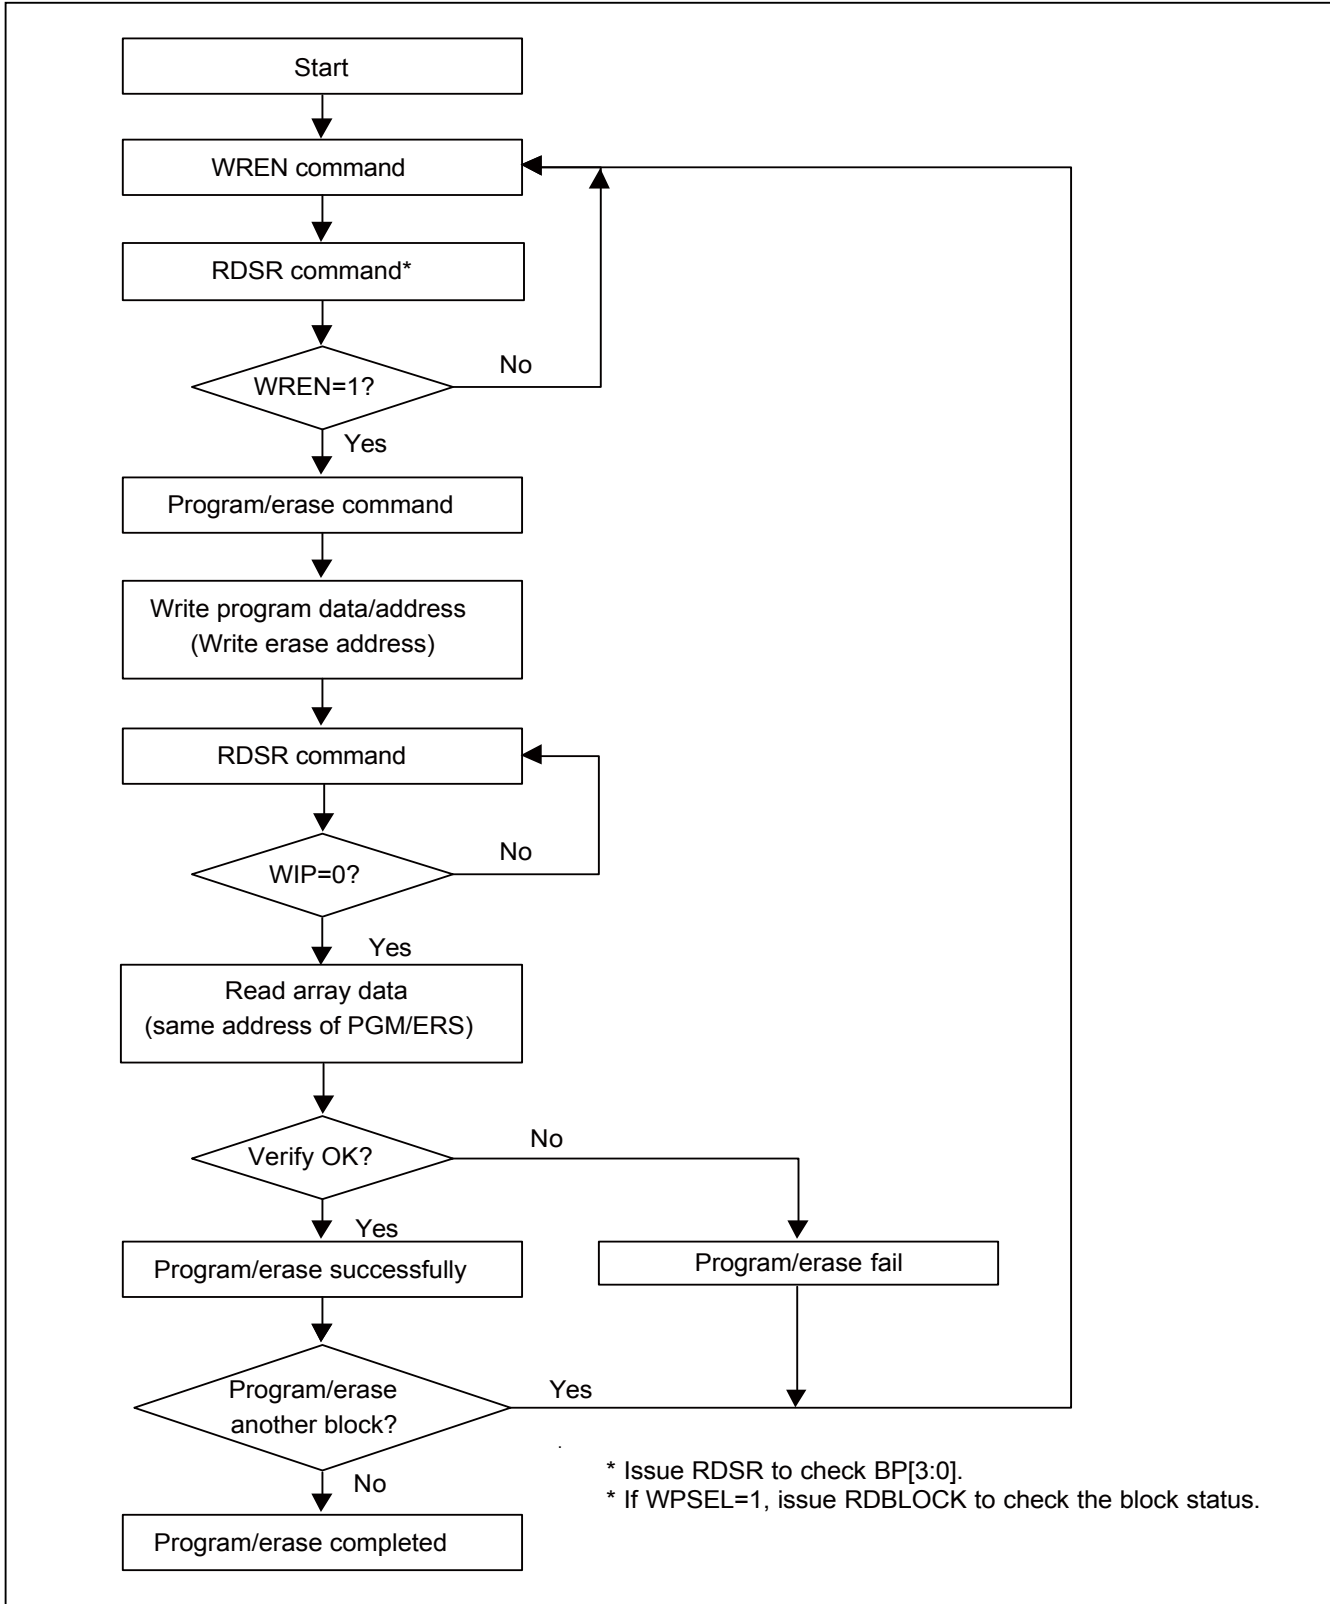 Start
WREN command
RDSR command*
WREN=1?
No
Yes
Program/erase command
Write program data/address
(Write erase address)
RDSR command
WIP=0?
No
Yes
Read array data
(same address of PGM/ERS)
Verify OK?
No
Yes
Program/erase successfully
Program/erase fail
Program/erase
another block?
Yes
No
* Issue RDSR to check BP[3:0].
* If WPSEL=1, issue RDBLOCK to check the block status.
Program/erase completed